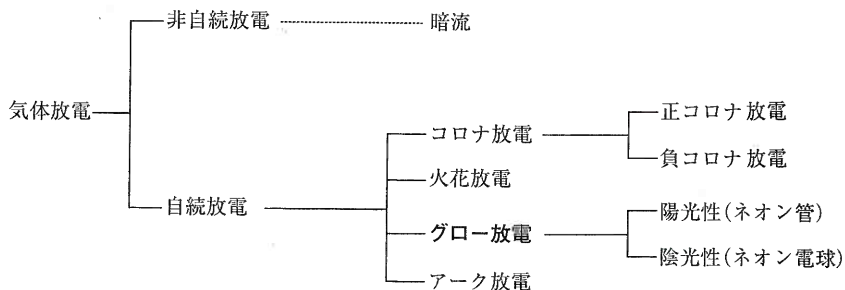 非自続放電
暗流
気体放電
正コロナ放電
コロナ放電
負コロナ放電
火花放電
自続放電
陽光性(ネオン管)
グロー放電
陰光性(ネオン電球)
アーク放電